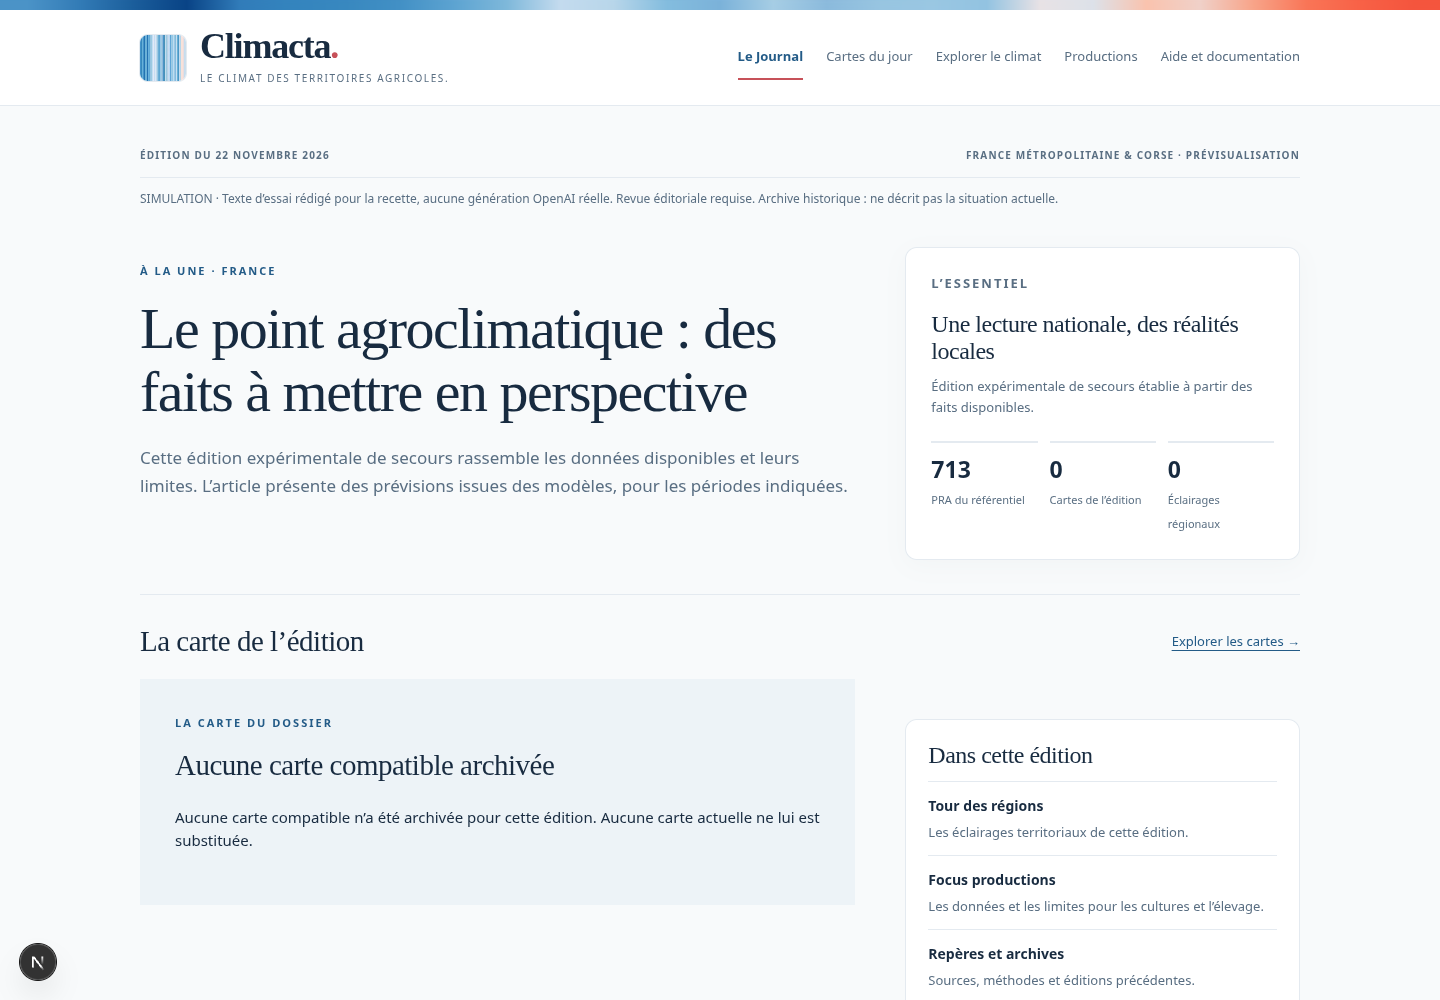 Climacta.
LE CLIMAT DES TERRITOIRES AGRICOLES.
Le Journal
Cartes du jour
Explorer le climat
Productions
Aide et documentation
ÉDITION DU 22 NOVEMBRE 2026
FRANCE MÉTROPOLITAINE & CORSE · PRÉVISUALISATION
SIMULATION · Texte d’essai rédigé pour la recette, aucune génération OpenAI réelle. Revue éditoriale requise. Archive historique : ne décrit pas la situation actuelle.
À LA UNE · FRANCE
Le point agroclimatique : des
faits à mettre en perspective
Cette édition expérimentale de secours rassemble les données disponibles et leurs
limites. L’article présente des prévisions issues des modèles, pour les périodes indiquées.
L’ESSENTIEL
Une lecture nationale, des réalités
locales
Édition expérimentale de secours établie à partir des
faits disponibles.
713
PRA du référentiel
0
Cartes de l’édition
0
Éclairages
régionaux
La carte de l’édition
Explorer les cartes →
LA CARTE DU DOSSIER
Aucune carte compatible archivée
Aucune carte compatible n’a été archivée pour cette édition. Aucune carte actuelle ne lui est
substituée.
Dans cette édition
Tour des régions
Les éclairages territoriaux de cette édition.
Focus productions
Les données et les limites pour les cultures et l’élevage.
Repères et archives
Sources, méthodes et éditions précédentes.
N